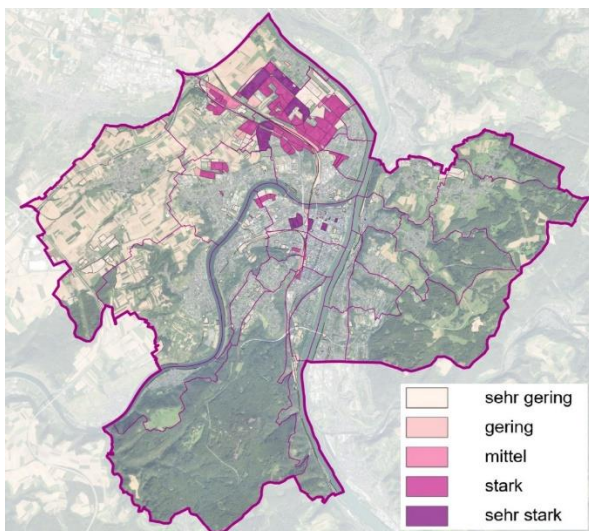 sehr gering
gering
mittel
stark
sehr stark